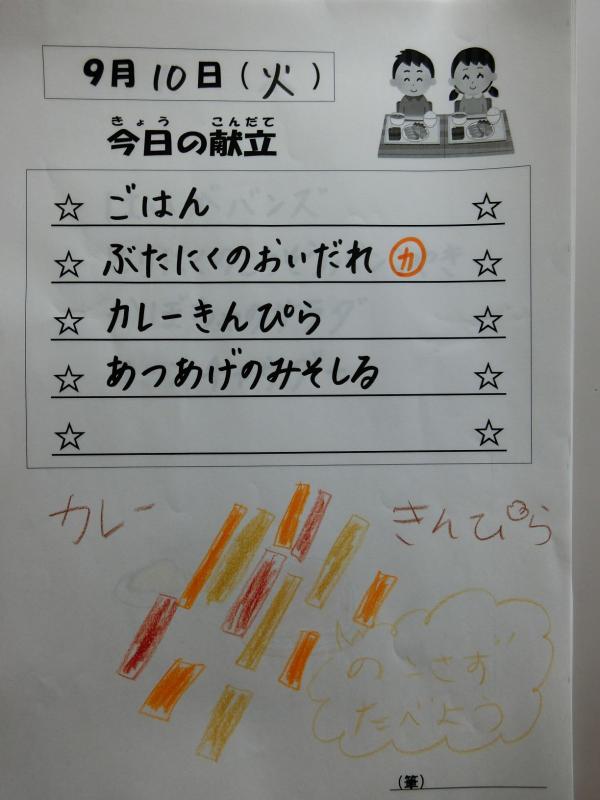 9月10日(火)
きょう こんだて
今日の献立
☆ ごはん ☆
☆ ぶたにくのおいだれ カ ☆
☆ カレーきんぴら ☆
☆ あつあげのみそしる ☆
☆ ☆
カレー きんぴら
のこさず
たべよう
(筆)